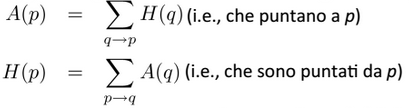 A(p) = ∑ H(q) (i.e., che puntano a p)
q→p
H(p) = ∑ A(q) (i.e., che sono puntati da p)
p→q